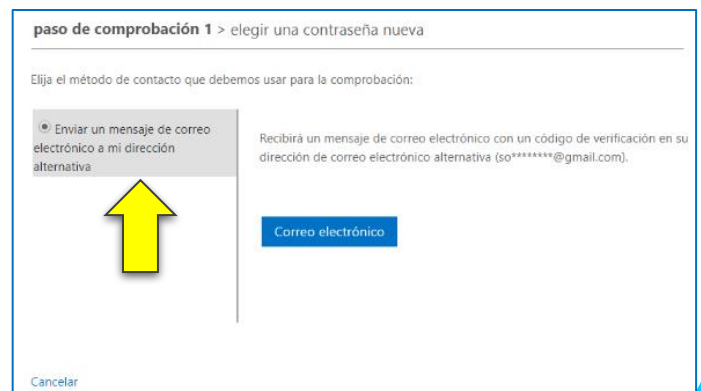 paso de comprobación 1 > elegir una contraseña nueva
Elija el método de contacto que debemos usar para la comprobación:
Enviar un mensaje de correo
electrónico a mi dirección
alternativa
Recibirá un mensaje de correo electrónico con un código de verificación en su
dirección de correo electrónico alternativa (so********@gmail.com).
Correo electrónico
Cancelar